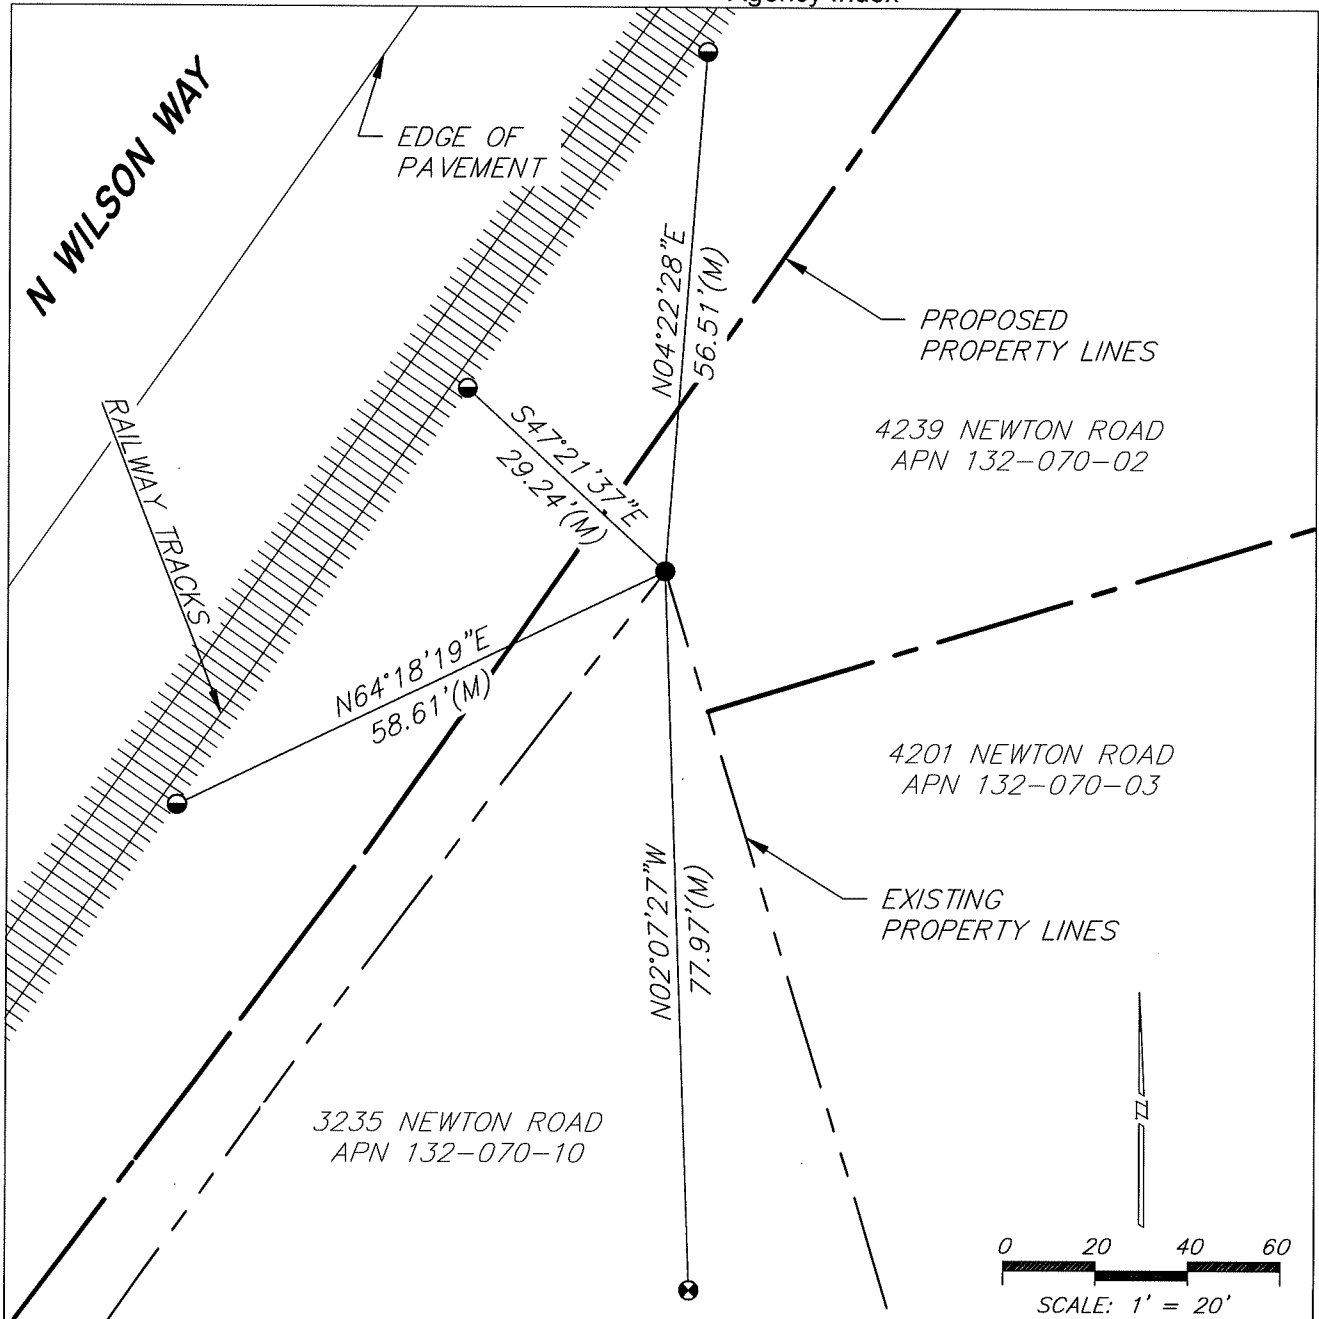 Agency Index
N WILSON WAY
EDGE OF
PAVEMENT
N04°22'28"E
56.51'(M)
PROPOSED
PROPERTY LINES
RAILWAY TRACKS
S47°21'37"E
29.24'(M)
4239 NEWTON ROAD
APN 132-070-02
N64°18'19"E
58.61'(M)
4201 NEWTON ROAD
APN 132-070-03
N02°07'27"W
77.97'(M)
EXISTING
PROPERTY LINES
3235 NEWTON ROAD
APN 132-070-10
N
0 20 40 60
SCALE: 1' = 20'